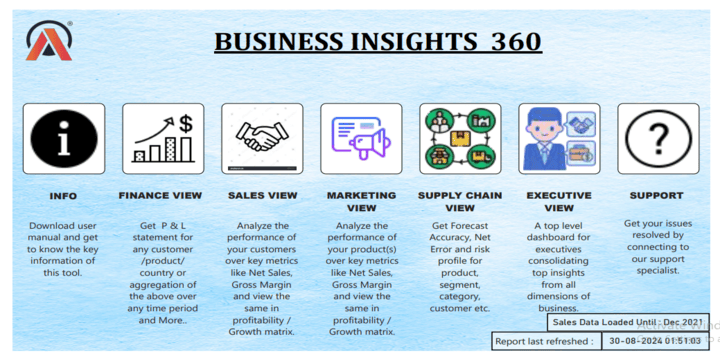 BUSINESS INSIGHTS 360
INFO
Download user
manual and get
to know the key
information of
this tool.
FINANCE VIEW
Get P & L
statement for
any customer
/product/
country or
aggregation of
the above over
any time period
and More..
SALES VIEW
Analyze the
performance of
your customers
over key metrics
like Net Sales,
Gross Margin
and view the
same in
profitability /
Growth matrix.
MARKETING
VIEW
Analyze the
performance of
your product(s)
over key metrics
like Net Sales,
Gross Margin
and view the
same in
profitability /
Growth matrix.
SUPPLY CHAIN
VIEW
Get Forecast
Accuracy, Net
Error and risk
profile for
product,
segment,
category,
customer etc.
EXECUTIVE
VIEW
A top level
dashboard for
executives
consolidating
top insights
from all
dimensions of
business.
SUPPORT
Get your issues
resolved by
connecting to
our support
specialist.
Sales Data Loaded Until : Dec 2021
Report last refreshed :
30-08-2024 01:51:03